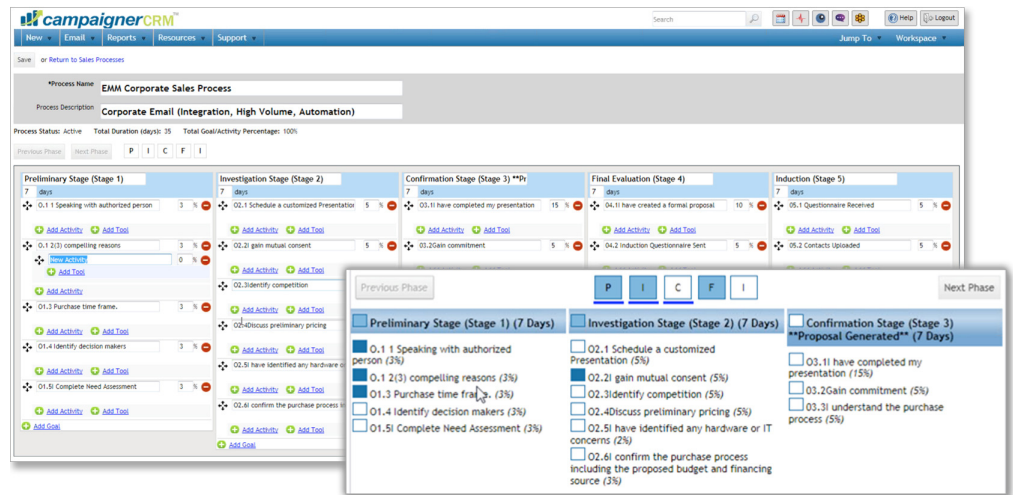 campaignerCRM™
Search
Help
Logout
New Email Reports Resources Support
Jump To Workspace
Save or Return to Sales Processes
*Process Name EMM Corporate Sales Process
Process Description Corporate Email (Integration, High Volume, Automation)
Process Status: Active Total Duration (days): 35 Total Goal/Activity Percentage: 100%
Previous Phase Next Phase P I C F I
Preliminary Stage (Stage 1)
7 days
O.1 1 Speaking with authorized person 3 %
Add Activity Add Tool
O.1 2(3) compelling reasons 3 %
New Activity 0 %
Add Tool
Add Activity
O1.3 Purchase time frame. 3 %
Add Activity Add Tool
O1.4 Identify decision makers 3 %
Add Activity Add Tool
O1.5I Complete Need Assessment 3 %
Add Activity Add Tool
Add Goal
Investigation Stage (Stage 2)
7 days
O2.1 Schedule a customized Presentation 5 %
Add Activity Add Tool
O2.2I gain mutual consent 5 %
Add Activity Add Tool
O2.3Identify competition
Add Activity Add Tool
O2.4Discuss preliminary pricing
Add Activity Add Tool
O2.5I have identified any hardware o
Add Activity Add Tool
O2.6I confirm the purchase process in
Add Activity Add Tool
Add Goal
Confirmation Stage (Stage 3) **Pr
7 days
O3.1I have completed my presentation 15 %
Add Activity Add Tool
O3.2Gain commitment 5 %
Final Evaluation (Stage 4)
7 days
O4.1I have created a formal proposal 10 %
Add Activity Add Tool
O4.2 Induction Questionnaire Sent 5 %
Induction (Stage 5)
7 days
O5.1 Questionnaire Received 5 %
Add Activity Add Tool
O5.2 Contacts Uploaded 5 %
Previous Phase P I C F I Next Phase
Preliminary Stage (Stage 1) (7 Days)
O.1 1 Speaking with authorized
person (3%)
O.1 2(3) compelling reasons (3%)
O1.3 Purchase time frame. (3%)
O1.4 Identify decision makers (3%)
O1.5I Complete Need Assessment (3%)
Investigation Stage (Stage 2) (7 Days)
O2.1 Schedule a customized
Presentation (5%)
O2.2I gain mutual consent (5%)
O2.3Identify competition (5%)
O2.4Discuss preliminary pricing (5%)
O2.5I have identified any hardware or IT
concerns (2%)
O2.6I confirm the purchase process
including the proposed budget and financing
source (3%)
Confirmation Stage (Stage 3)
**Proposal Generated** (7 Days)
O3.1I have completed my
presentation (15%)
O3.2Gain commitment (5%)
O3.3I understand the purchase
process (5%)